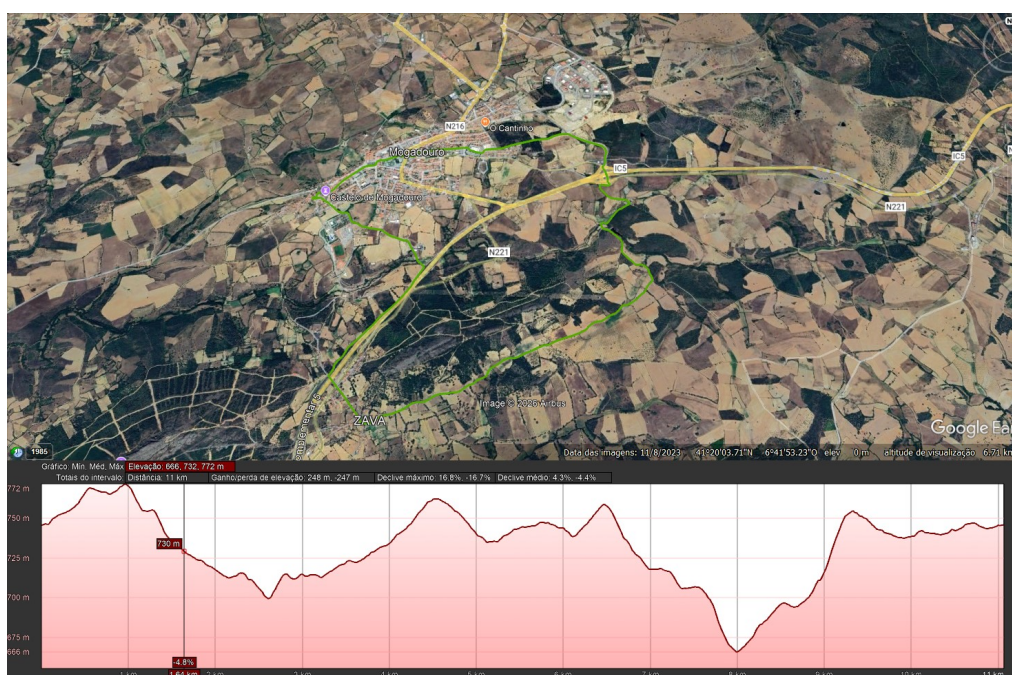 N216
O Cantinho
Mogadouro
IC5
IC5
Castelo de Mogadouro
N221
N221
ZAVA
Image © 2026 Airbus
Google
1985
Data das imagens: 11/8/2023 41°20'03.71"N -6°41'53.23"O elev 0 m altitude de visualização 6.71 km
Gráfico: Mín. Méd. Máx Elevação: 666, 732, 772 m
Totais do intervalo: Distância: 11 km Ganho/perda de elevação: 248 m, -247 m Declive máximo: 16.8%, -16.7% Declive médio: 4.3%, -4.4%
772 m
750 m
730 m
725 m
700 m
675 m
666 m
-4.8%
1 km 1.64 km 2 km 3 km 4 km 5 km 6 km 7 km 8 km 9 km 10 km 11 km